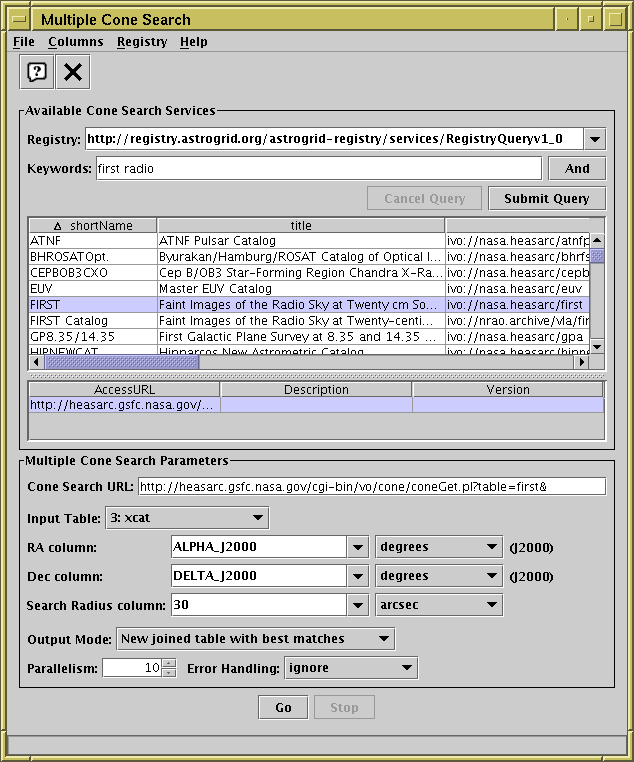 Multiple Cone Search
File Columns Registry Help
Available Cone Search Services
Registry: http://registry.astrogrid.org/astrogrid-registry/services/RegistryQueryv1_0
Keywords: first radio And
Cancel Query Submit Query
shortName title
ATNF ATNF Pulsar Catalog ivo://nasa.heasarc/atnfp
BHROSATOpt. Byurakan/Hamburg/ROSAT Catalog of Optical I... ivo://nasa.heasarc/bhrfs
CEPBOB3CXO Cep B/OB3 Star-Forming Region Chandra X-Ra... ivo://nasa.heasarc/cepb
EUV Master EUV Catalog ivo://nasa.heasarc/euv
FIRST Faint Images of the Radio Sky at Twenty cm So... ivo://nasa.heasarc/first
FIRST Catalog Faint Images of the Radio Sky at Twenty-centi... ivo://nrao.archive/vla/fir
GP8.35/14.35 First Galactic Plane Survey at 8.35 and 14.35 ... ivo://nasa.heasarc/gpa
HIPNEWCAT Hipparcos New Astrometric Catalog ivo://nasa.heasarc/hipne
AccessURL Description Version
http://heasarc.gsfc.nasa.gov/...
Multiple Cone Search Parameters
Cone Search URL: http://heasarc.gsfc.nasa.gov/cgi-bin/vo/cone/coneGet.pl?table=first&
Input Table: 3: xcat
RA column: ALPHA_J2000 degrees (J2000)
Dec column: DELTA_J2000 degrees (J2000)
Search Radius column: 30 arcsec
Output Mode: New joined table with best matches
Parallelism: 10 Error Handling: ignore
Go Stop